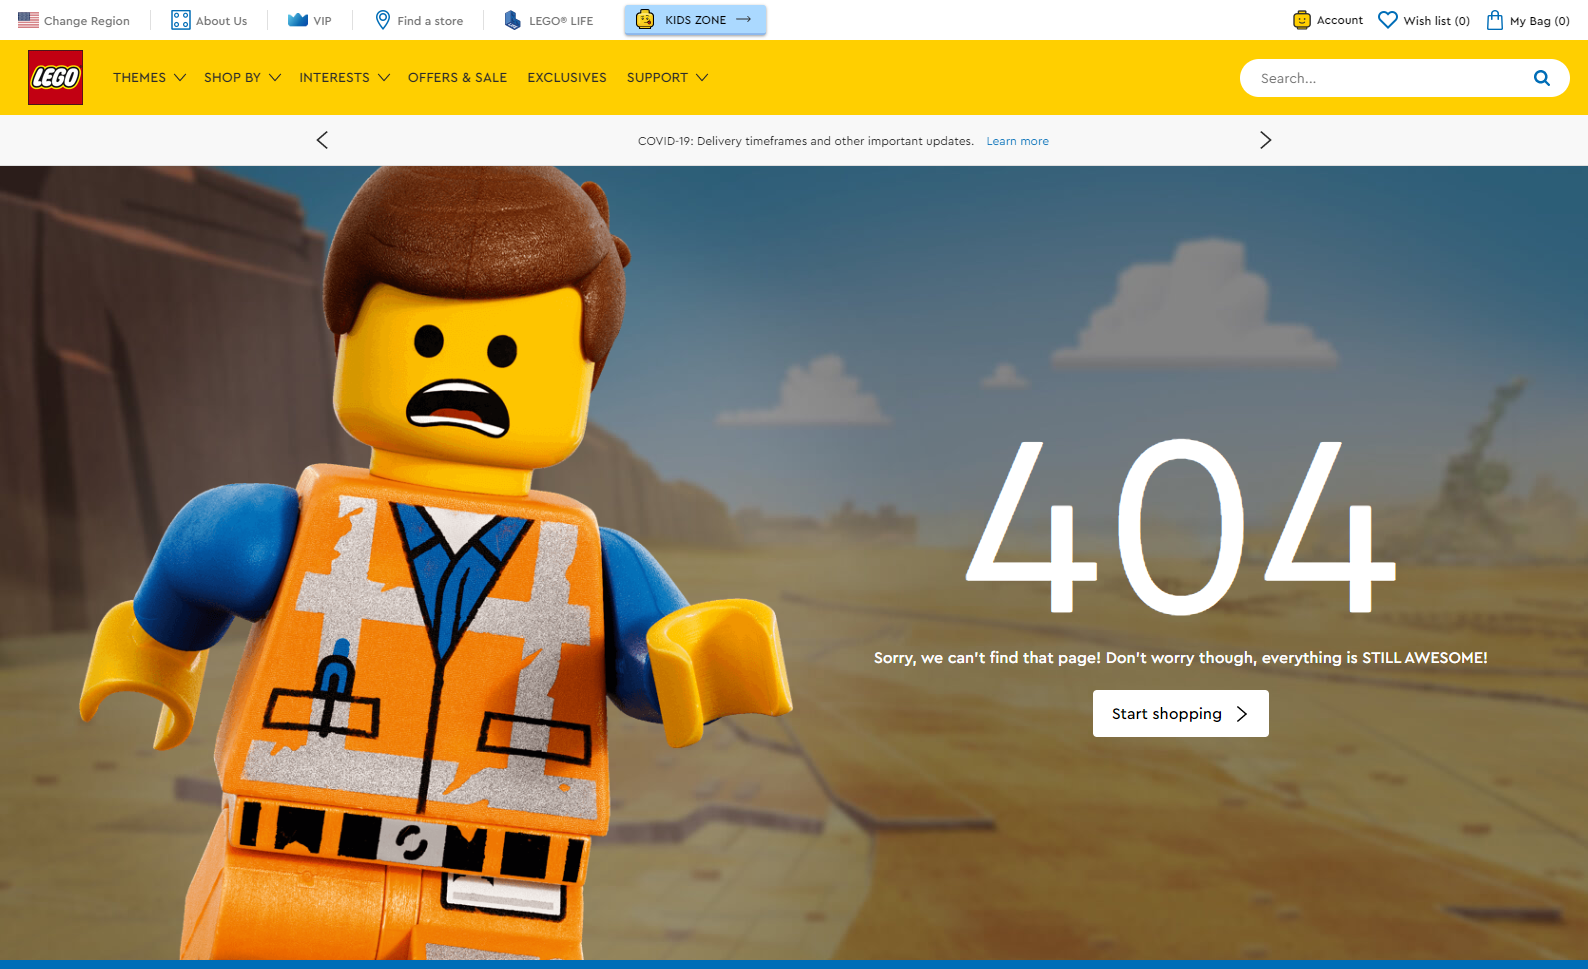 Change Region
About Us
VIP
Find a store
LEGO® LIFE
KIDS ZONE
Account
Wish list (0)
My Bag (0)
LEGO
THEMES
SHOP BY
INTERESTS
OFFERS & SALE
EXCLUSIVES
SUPPORT
Search...
COVID-19: Delivery timeframes and other important updates. Learn more
404
Sorry, we can't find that page! Don't worry though, everything is STILL AWESOME!
Start shopping